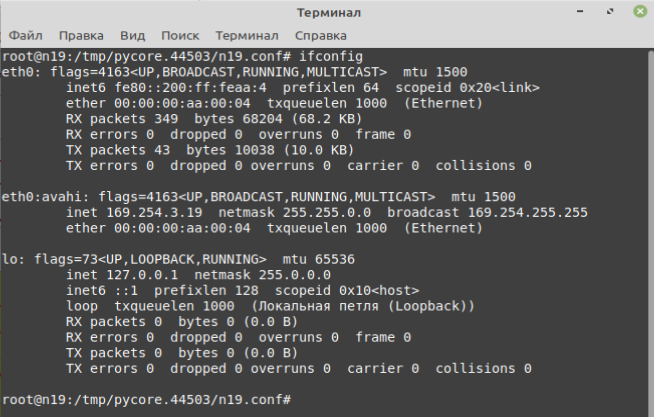 Терминал
Файл Правка Вид Поиск Терминал Справка
root@n19:/tmp/pycore.44503/n19.conf# ifconfig
eth0: flags=4163<UP,BROADCAST,RUNNING,MULTICAST>  mtu 1500
        inet6 fe80::200:ff:feaa:4  prefixlen 64  scopeid 0x20<link>
        ether 00:00:00:aa:00:04  txqueuelen 1000  (Ethernet)
        RX packets 349  bytes 68204 (68.2 KB)
        RX errors 0  dropped 0  overruns 0  frame 0
        TX packets 43  bytes 10038 (10.0 KB)
        TX errors 0  dropped 0 overruns 0  carrier 0  collisions 0

eth0:avahi: flags=4163<UP,BROADCAST,RUNNING,MULTICAST>  mtu 1500
        inet 169.254.3.19  netmask 255.255.0.0  broadcast 169.254.255.255
        ether 00:00:00:aa:00:04  txqueuelen 1000  (Ethernet)

lo: flags=73<UP,LOOPBACK,RUNNING>  mtu 65536
        inet 127.0.0.1  netmask 255.0.0.0
        inet6 ::1  prefixlen 128  scopeid 0x10<host>
        loop  txqueuelen 1000  (Локальная петля (Loopback))
        RX packets 0  bytes 0 (0.0 B)
        RX errors 0  dropped 0  overruns 0  frame 0
        TX packets 0  bytes 0 (0.0 B)
        TX errors 0  dropped 0 overruns 0  carrier 0  collisions 0

root@n19:/tmp/pycore.44503/n19.conf#